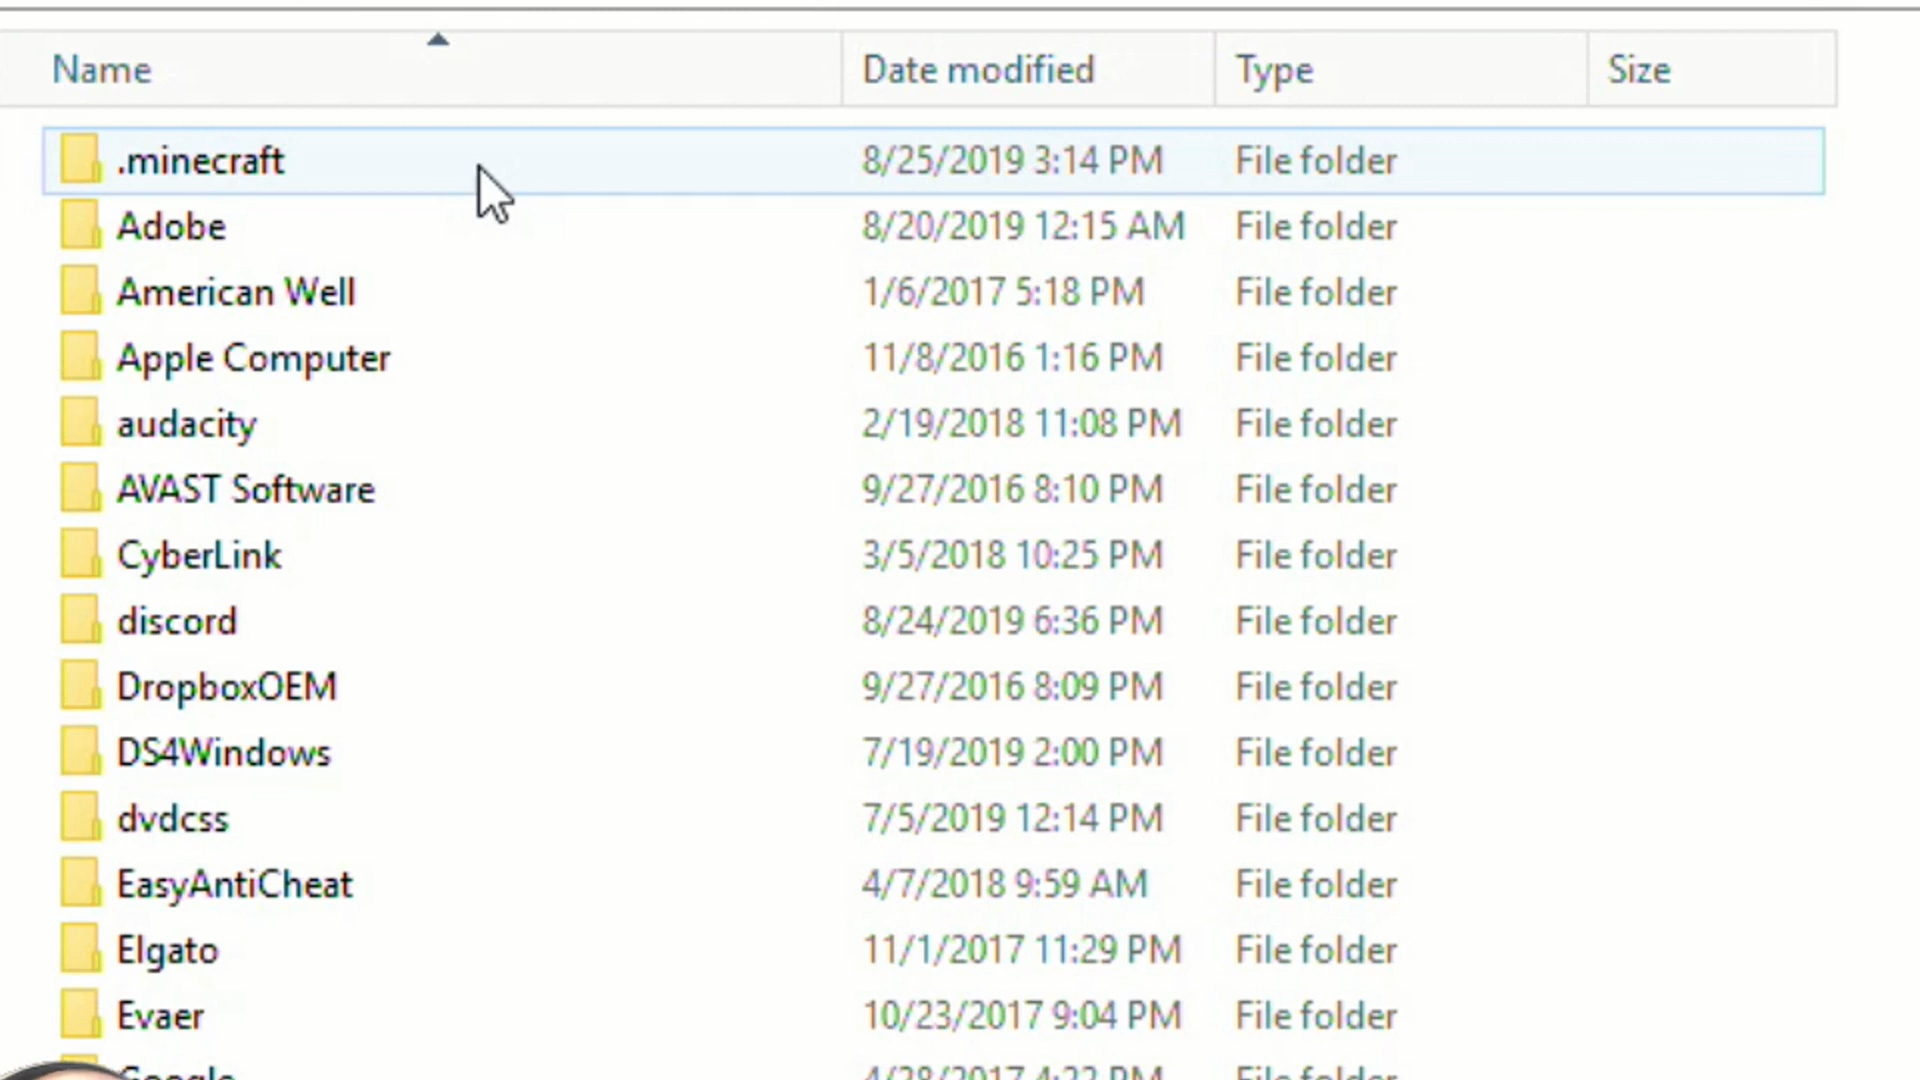 Name Date modified Type Size
.minecraft 8/25/2019 3:14 PM File folder
Adobe 8/20/2019 12:15 AM File folder
American Well 1/6/2017 5:18 PM File folder
Apple Computer 11/8/2016 1:16 PM File folder
audacity 2/19/2018 11:08 PM File folder
AVAST Software 9/27/2016 8:10 PM File folder
CyberLink 3/5/2018 10:25 PM File folder
discord 8/24/2019 6:36 PM File folder
DropboxOEM 9/27/2016 8:09 PM File folder
DS4Windows 7/19/2019 2:00 PM File folder
dvdcss 7/5/2019 12:14 PM File folder
EasyAntiCheat 4/7/2018 9:59 AM File folder
Elgato 11/1/2017 11:29 PM File folder
Evaer 10/23/2017 9:04 PM File folder
Google 4/28/2017 PM File folder